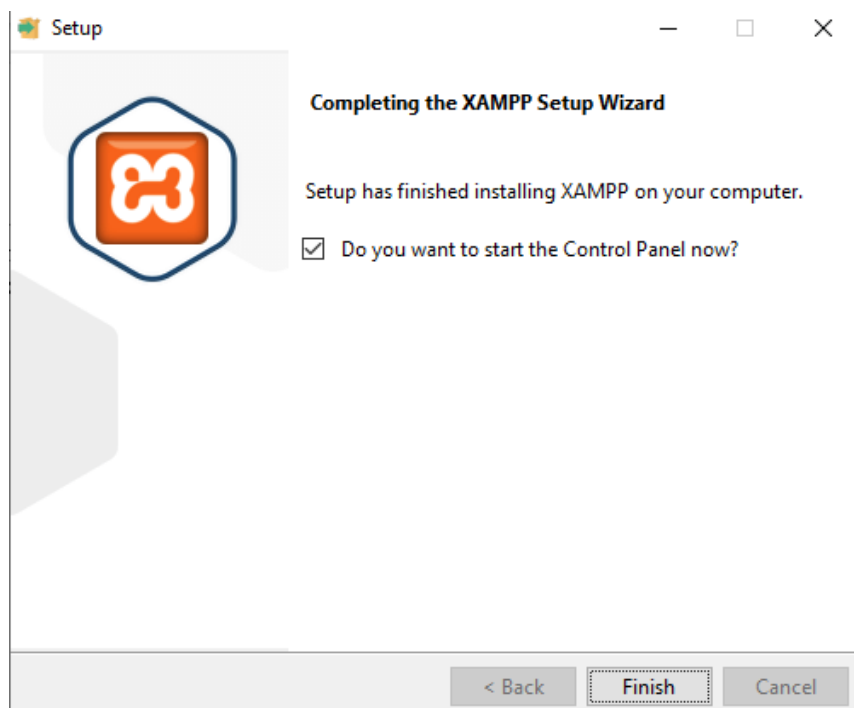 Setup
Completing the XAMPP Setup Wizard
Setup has finished installing XAMPP on your computer.
Do you want to start the Control Panel now?
< Back
Finish
Cancel